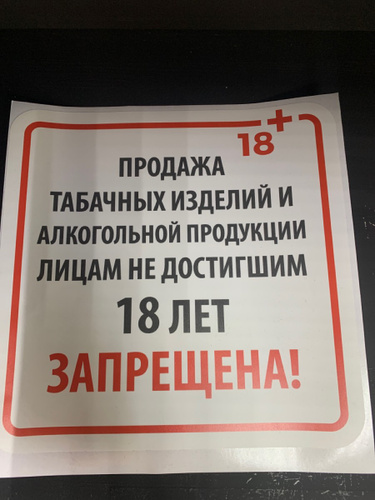 18+
ПРОДАЖА
ТАБАЧНЫХ ИЗДЕЛИЙ И
АЛКОГОЛЬНОЙ ПРОДУКЦИИ
ЛИЦАМ НЕ ДОСТИГШИМ
18 ЛЕТ
ЗАПРЕЩЕНА!